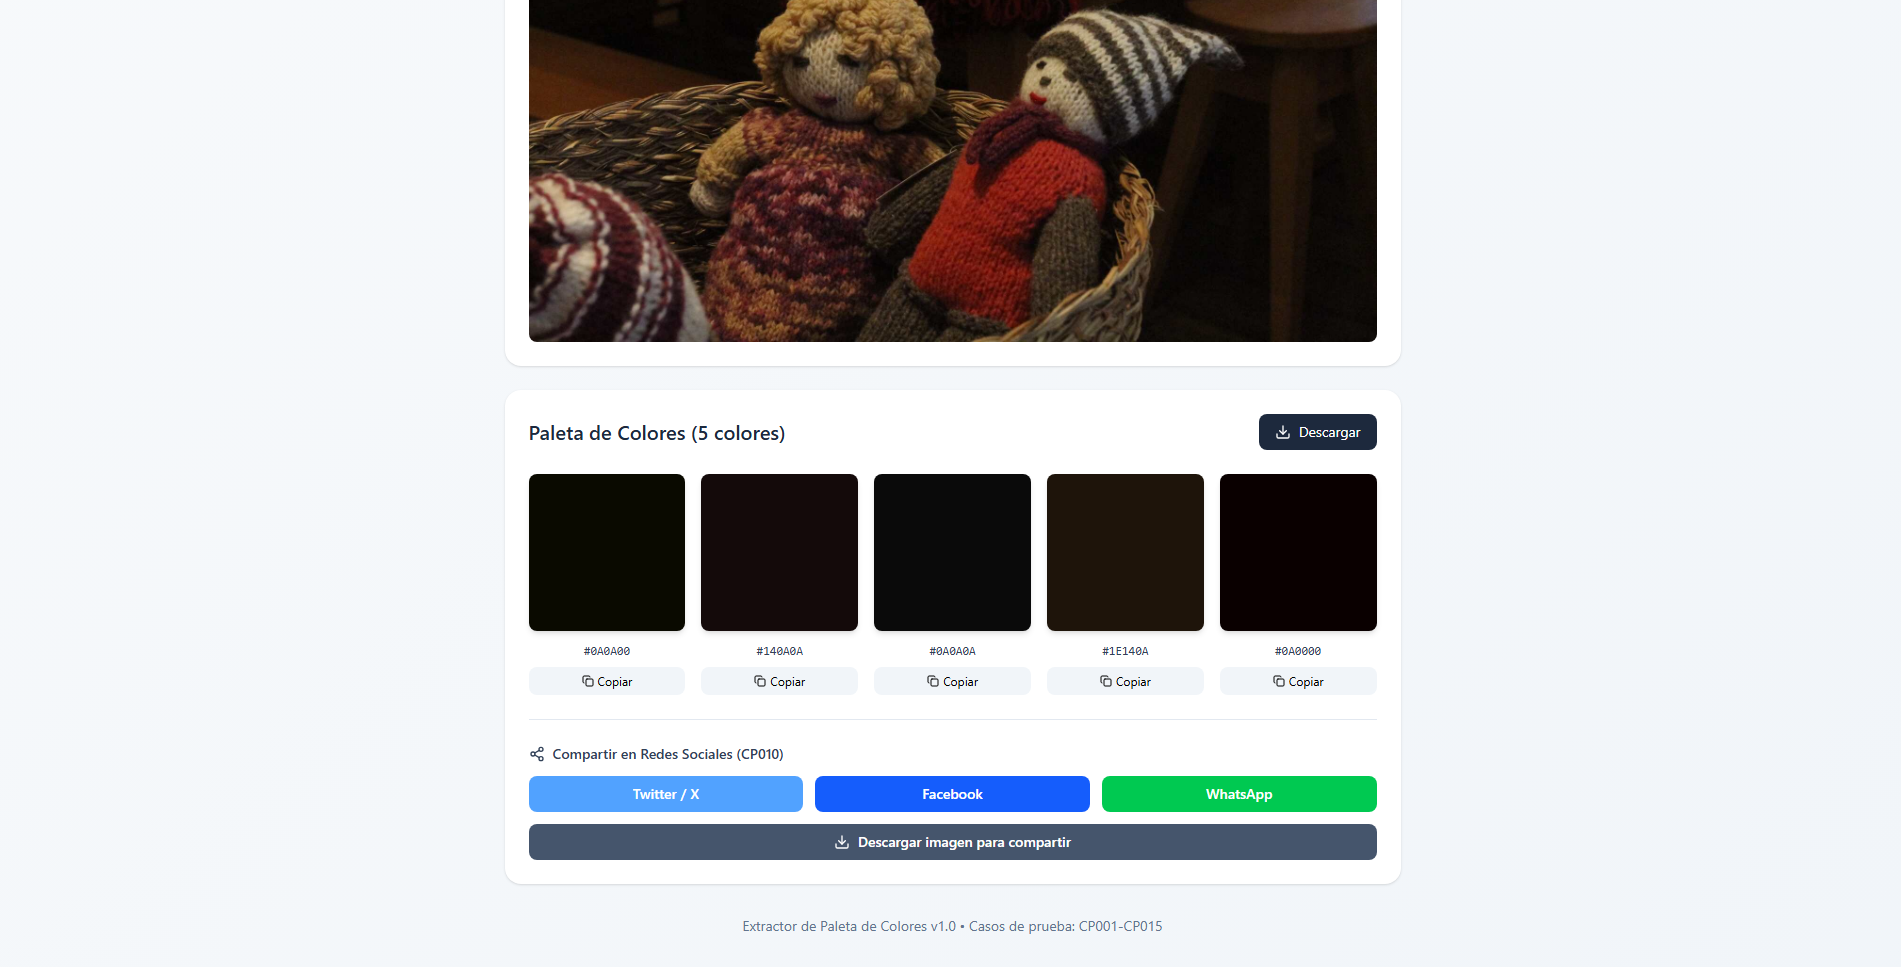 Paleta de Colores (5 colores)
Descargar
#0A0A00
#140A0A
#0A0A0A
#1E140A
#0A0000
Copiar
Copiar
Copiar
Copiar
Copiar
Compartir en Redes Sociales (CP010)
Twitter / X
Facebook
WhatsApp
Descargar imagen para compartir
Extractor de Paleta de Colores v1.0 • Casos de prueba: CP001-CP015